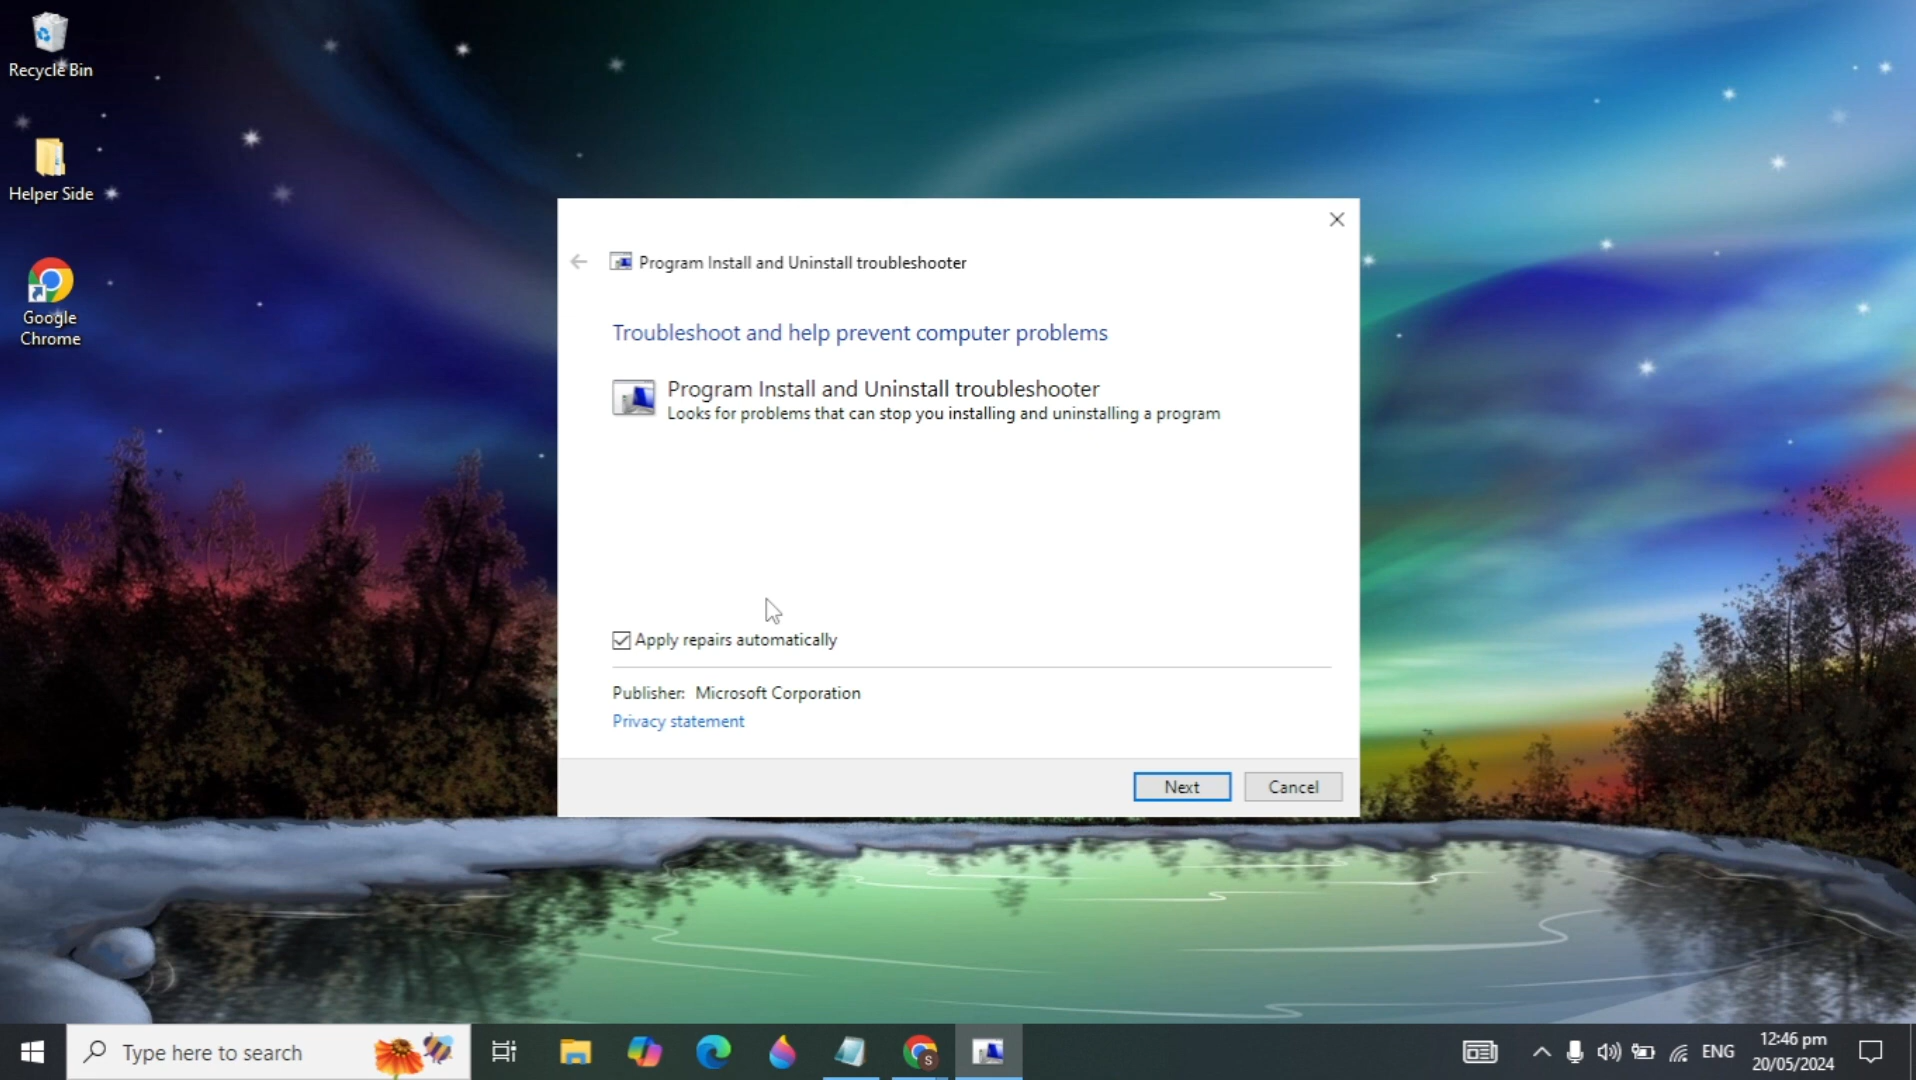 Recycle Bin
Helper Side
Google
Chrome
Program Install and Uninstall troubleshooter
Troubleshoot and help prevent computer problems
Program Install and Uninstall troubleshooter
Looks for problems that can stop you installing and uninstalling a program
Apply repairs automatically
Publisher: Microsoft Corporation
Privacy statement
Next
Cancel
Type here to search
S
ENG
12:46 pm
20/05/2024